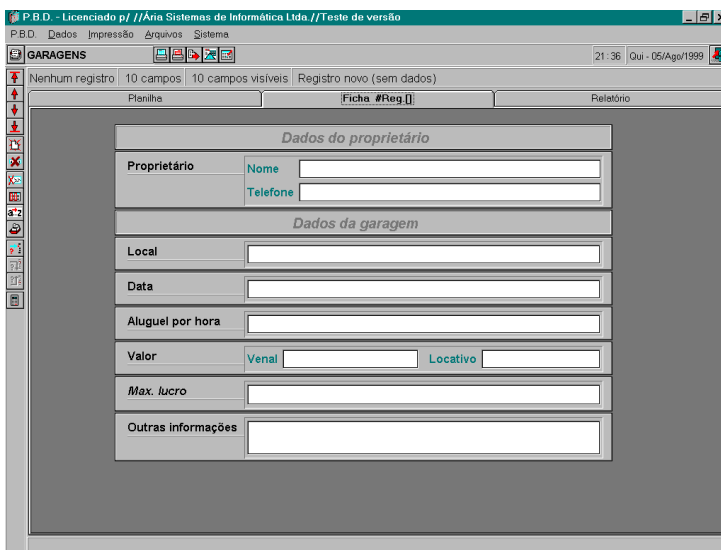 P.B.D. - Licenciado p/ //Ária Sistemas de Informática Ltda.//Teste de versão
P.B.D. Dados Impressão Arquivos Sistema
GARAGENS 21:36 Qui - 05/Ago/1999
Nenhum registro 10 campos 10 campos visíveis Registro novo (sem dados)
Planilha Ficha #Reg.[] Relatório
Dados do proprietário
Proprietário Nome
Telefone
Dados da garagem
Local
Data
Aluguel por hora
Valor Venal Locativo
Max. lucro
Outras informações